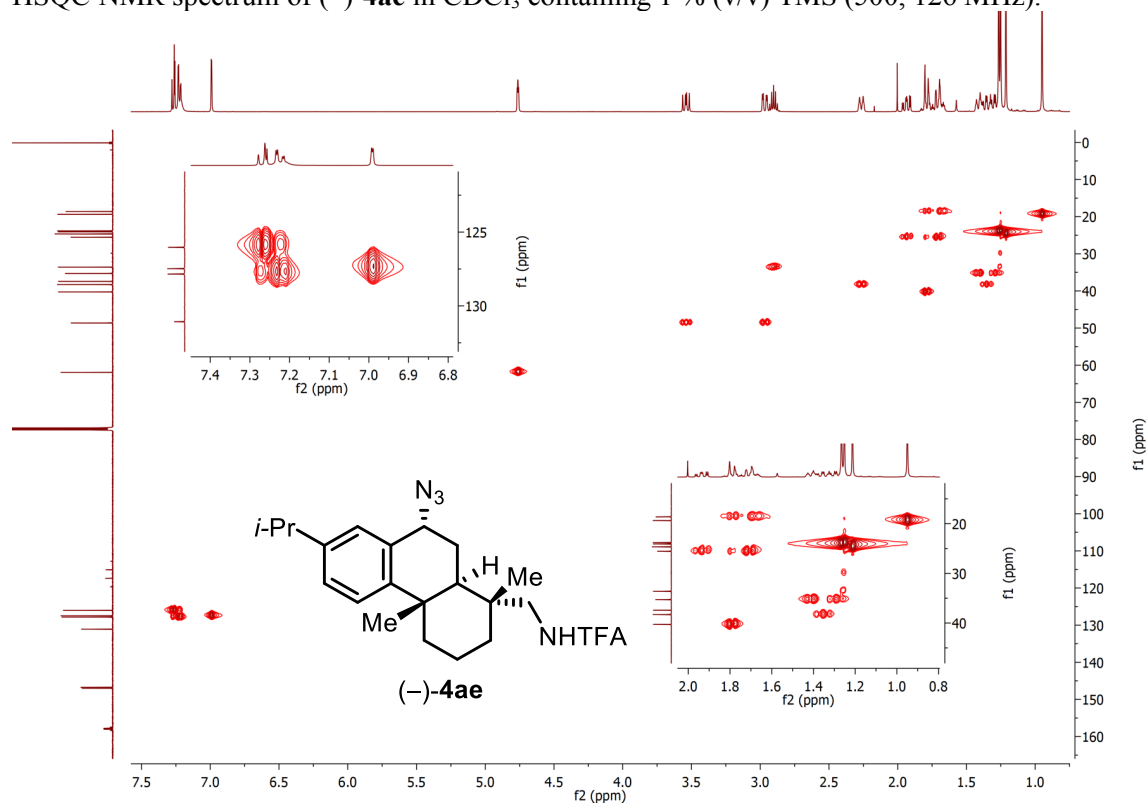 HSQC NMR spectrum of (−)-4ae in CDCl₃ containing 1 % (v/v) TMS (500, 126 MHz).
0
10
20
30
40
50
60
70
80
90
100
110
120
130
140
150
160
f1 (ppm)
125
130
f1 (ppm)
7.4 7.3 7.2 7.1 7.0 6.9 6.8
f2 (ppm)
20
30
40
f1 (ppm)
2.0 1.8 1.6 1.4 1.2 1.0 0.8
f2 (ppm)
N₃
i-Pr
H
Me
Me
NHTFA
(−)-4ae
7.5 7.0 6.5 6.0 5.5 5.0 4.5 4.0 3.5 3.0 2.5 2.0 1.5 1.0
f2 (ppm)